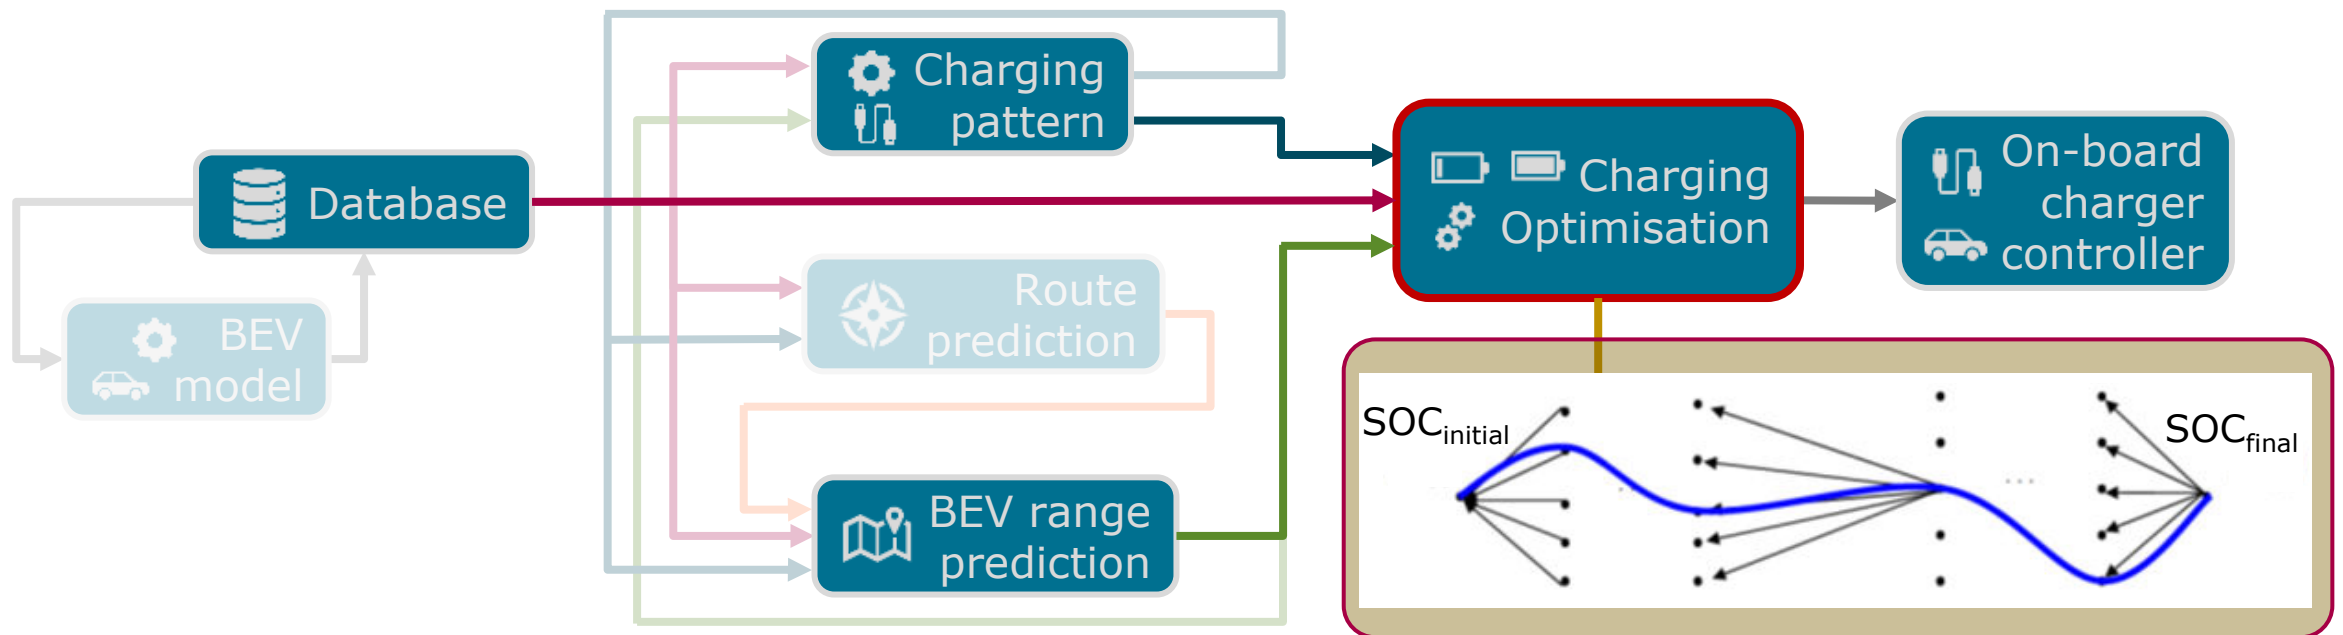 Charging
pattern
Database
Charging
Optimisation
On-board
charger
controller
Route
prediction
BEV
model
SOCinitial
SOCfinal
...
BEV range
prediction